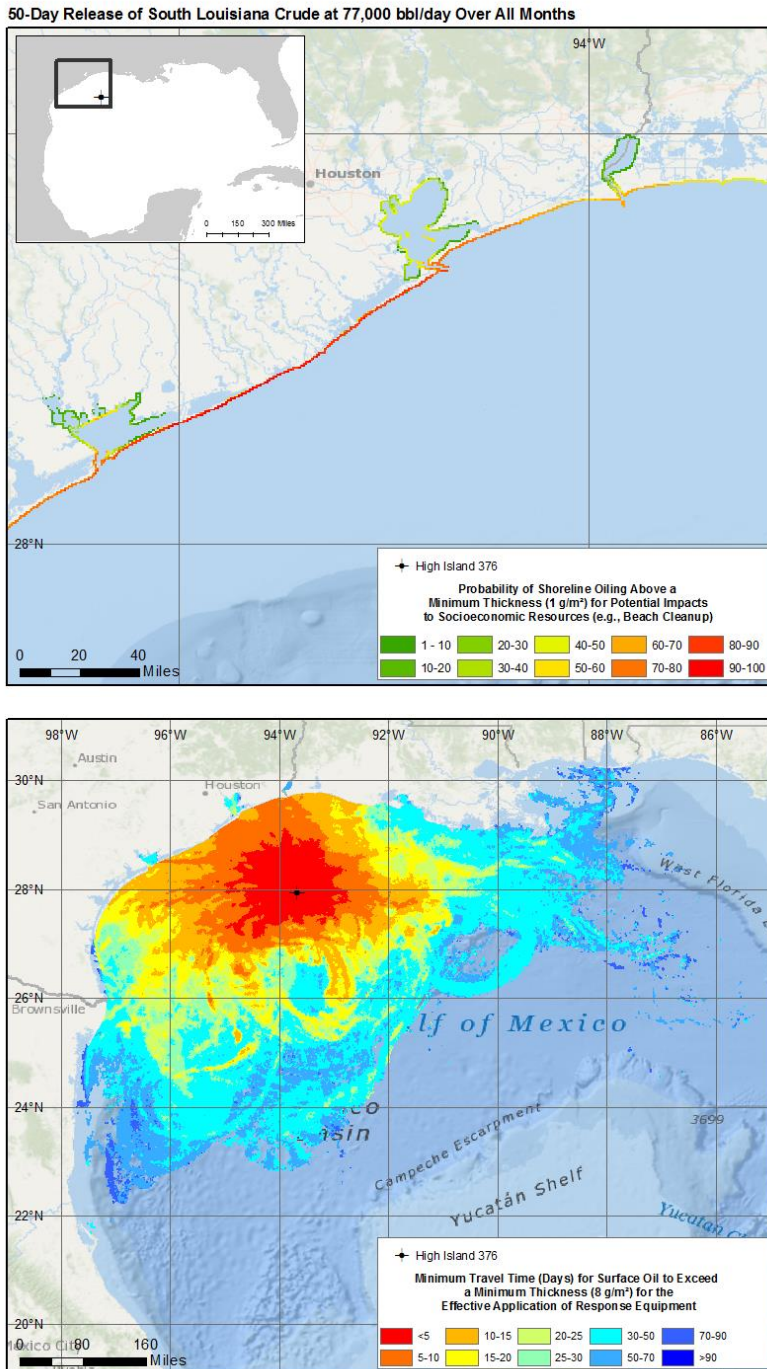 50-Day Release of South Louisiana Crude at 77,000 bbl/day Over All Months
94°W
Houston
0 150 300 Miles
28°N
High Island 376
Probability of Shoreline Oiling Above a
Minimum Thickness (1 g/m²) for Potential Impacts
to Socioeconomic Resources (e.g., Beach Cleanup)
1 - 10 20-30 40-50 60-70 80-90
10-20 30-40 50-60 70-80 90-100
0 20 40
Miles
98°W 96°W 94°W 92°W 90°W 88°W 86°W
Austin
30°N
Houston
San Antonio
West Florida
28°N
26°N
Brownsville
lf of Mexico
24°N
co
sin
3699
Campeche Escarpment
Yucatán Shelf
22°N
Yucatan
High Island 376
Minimum Travel Time (Days) for Surface Oil to Exceed
a Minimum Thickness (8 g/m²) for the
Effective Application of Response Equipment
20°N
<5 10-15 20-25 30-50 70-90
5-10 15-20 25-30 50-70 >90
Mexico City
0 80 160
Miles